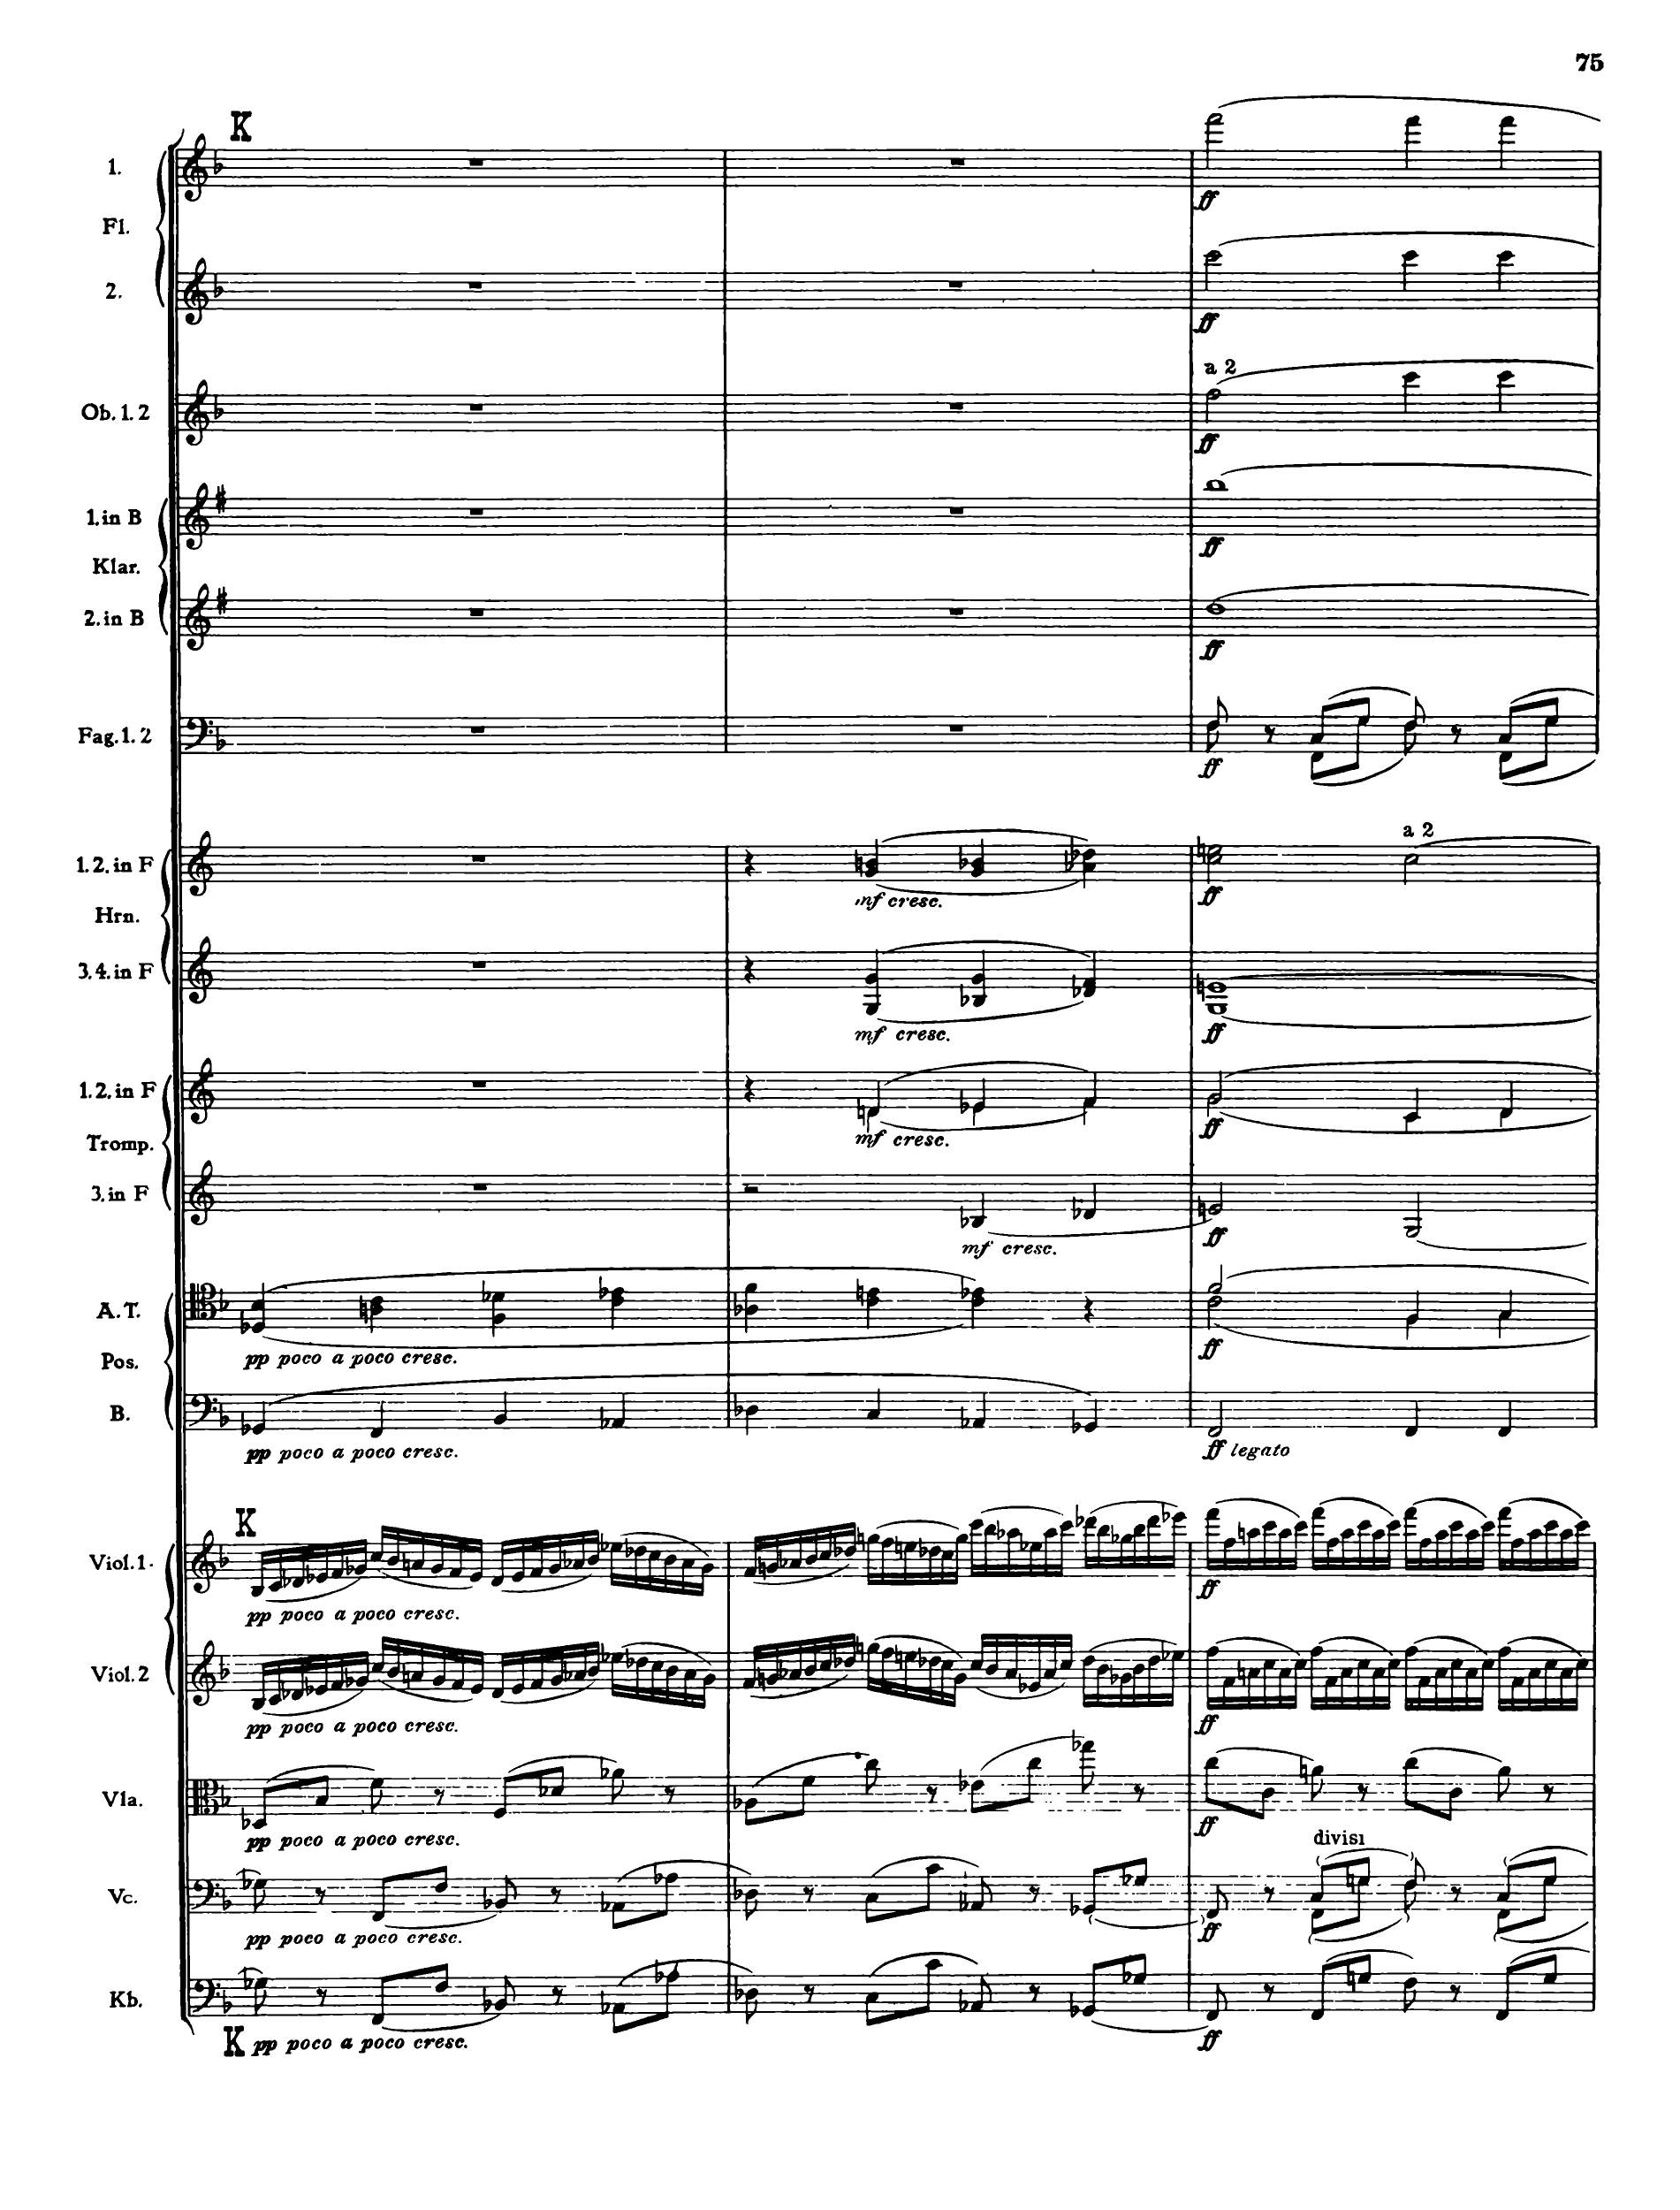 75
K
1.
ff
Fl.
2.
ff
a 2
Ob. 1. 2
ff
1. in B
ff
Klar.
2. in B
ff
Fag. 1. 2
ff
a 2
1. 2. in F
mf cresc.
ff
Hrn.
3. 4. in F
mf cresc.
ff
1. 2. in F
mf cresc.
ff
Tromp.
3. in F
mf cresc.
ff
A. T.
pp poco a poco cresc.
ff
Pos.
B.
pp poco a poco cresc.
ff legato
K
Viol. 1
pp poco a poco cresc.
ff
Viol. 2
pp poco a poco cresc.
ff
Vla.
pp poco a poco cresc.
ff
divisi
Vc.
pp poco a poco cresc.
ff
Kb.
K pp poco a poco cresc.
ff